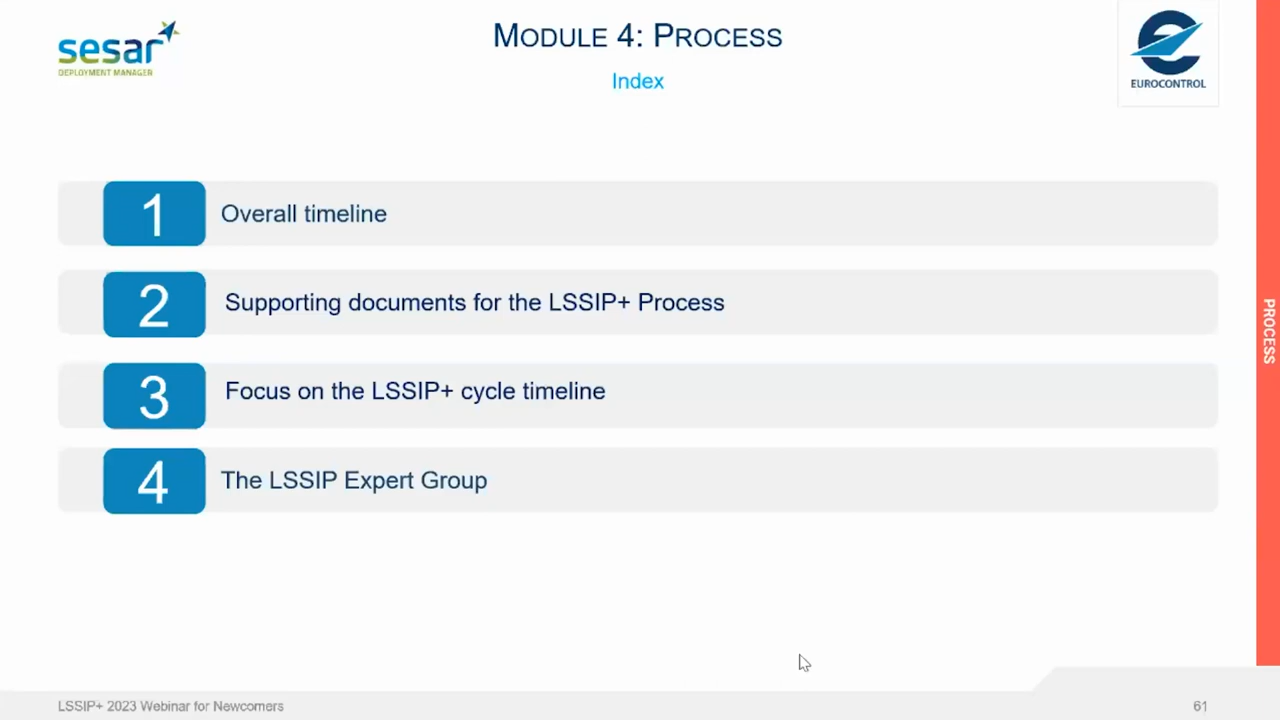 sesar
DEPLOYMENT MANAGER
MODULE 4: PROCESS
Index
EUROCONTROL
1 Overall timeline
2 Supporting documents for the LSSIP+ Process
3 Focus on the LSSIP+ cycle timeline
4 The LSSIP Expert Group
PROCESS
LSSIP+ 2023 Webinar for Newcomers
61